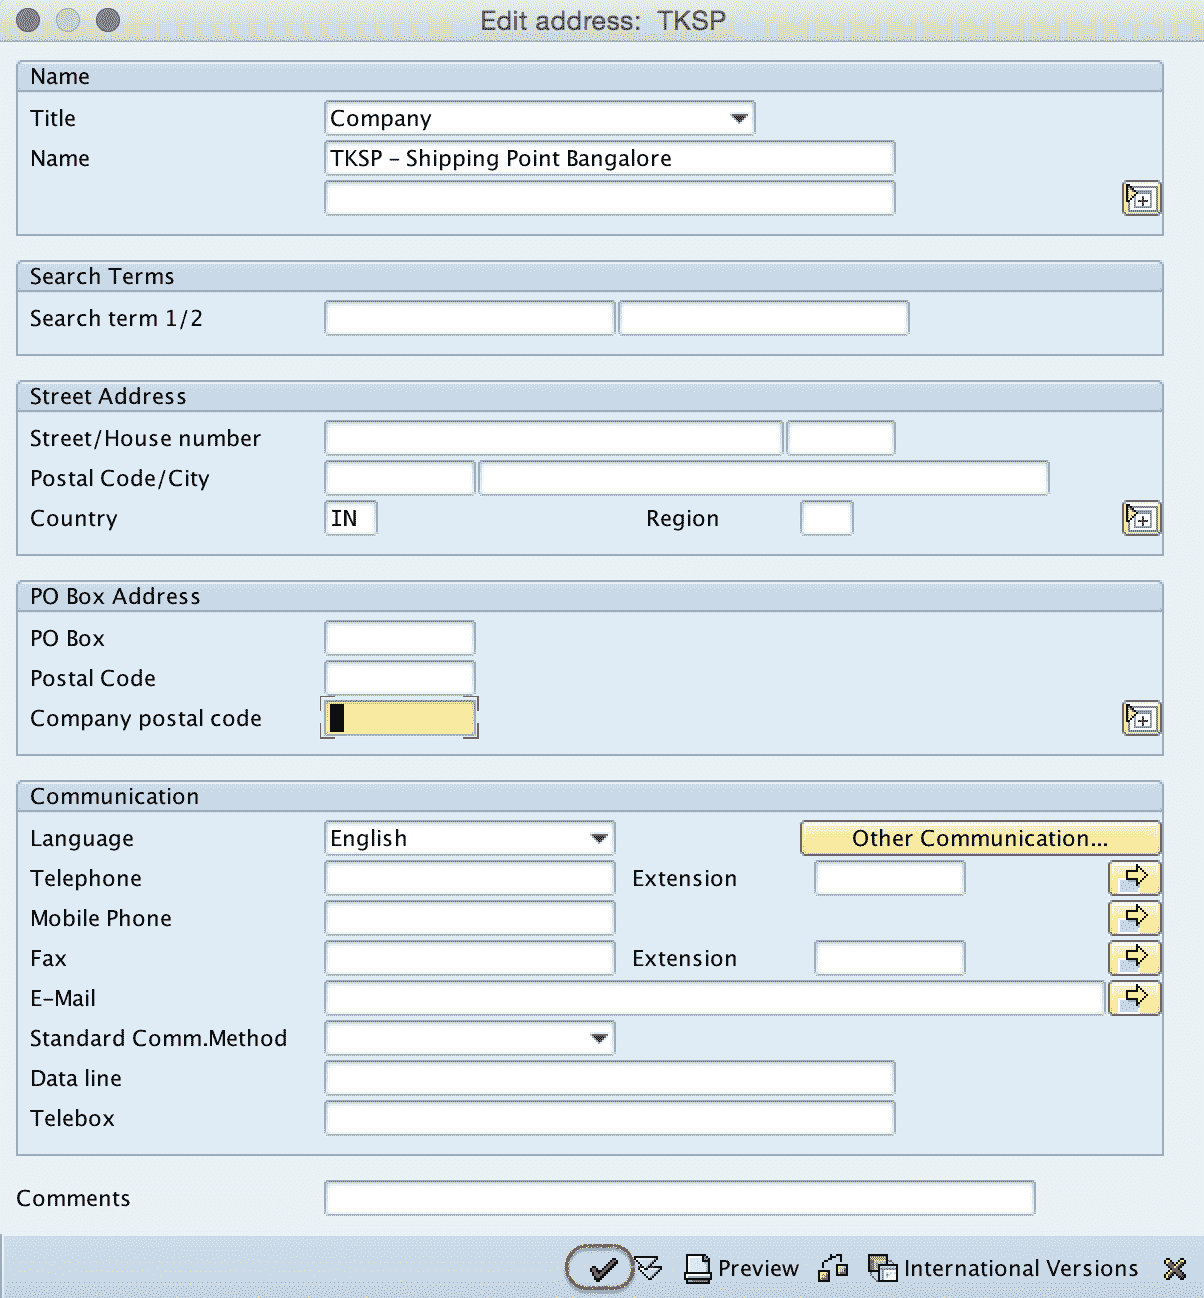 Edit address: TKSP
Name
Title Company
Name TKSP – Shipping Point Bangalore
Search Terms
Search term 1/2
Street Address
Street/House number
Postal Code/City
Country IN Region
PO Box Address
PO Box
Postal Code
Company postal code
Communication
Language English Other Communication...
Telephone Extension
Mobile Phone
Fax Extension
E-Mail
Standard Comm.Method
Data line
Telebox
Comments
Preview International Versions